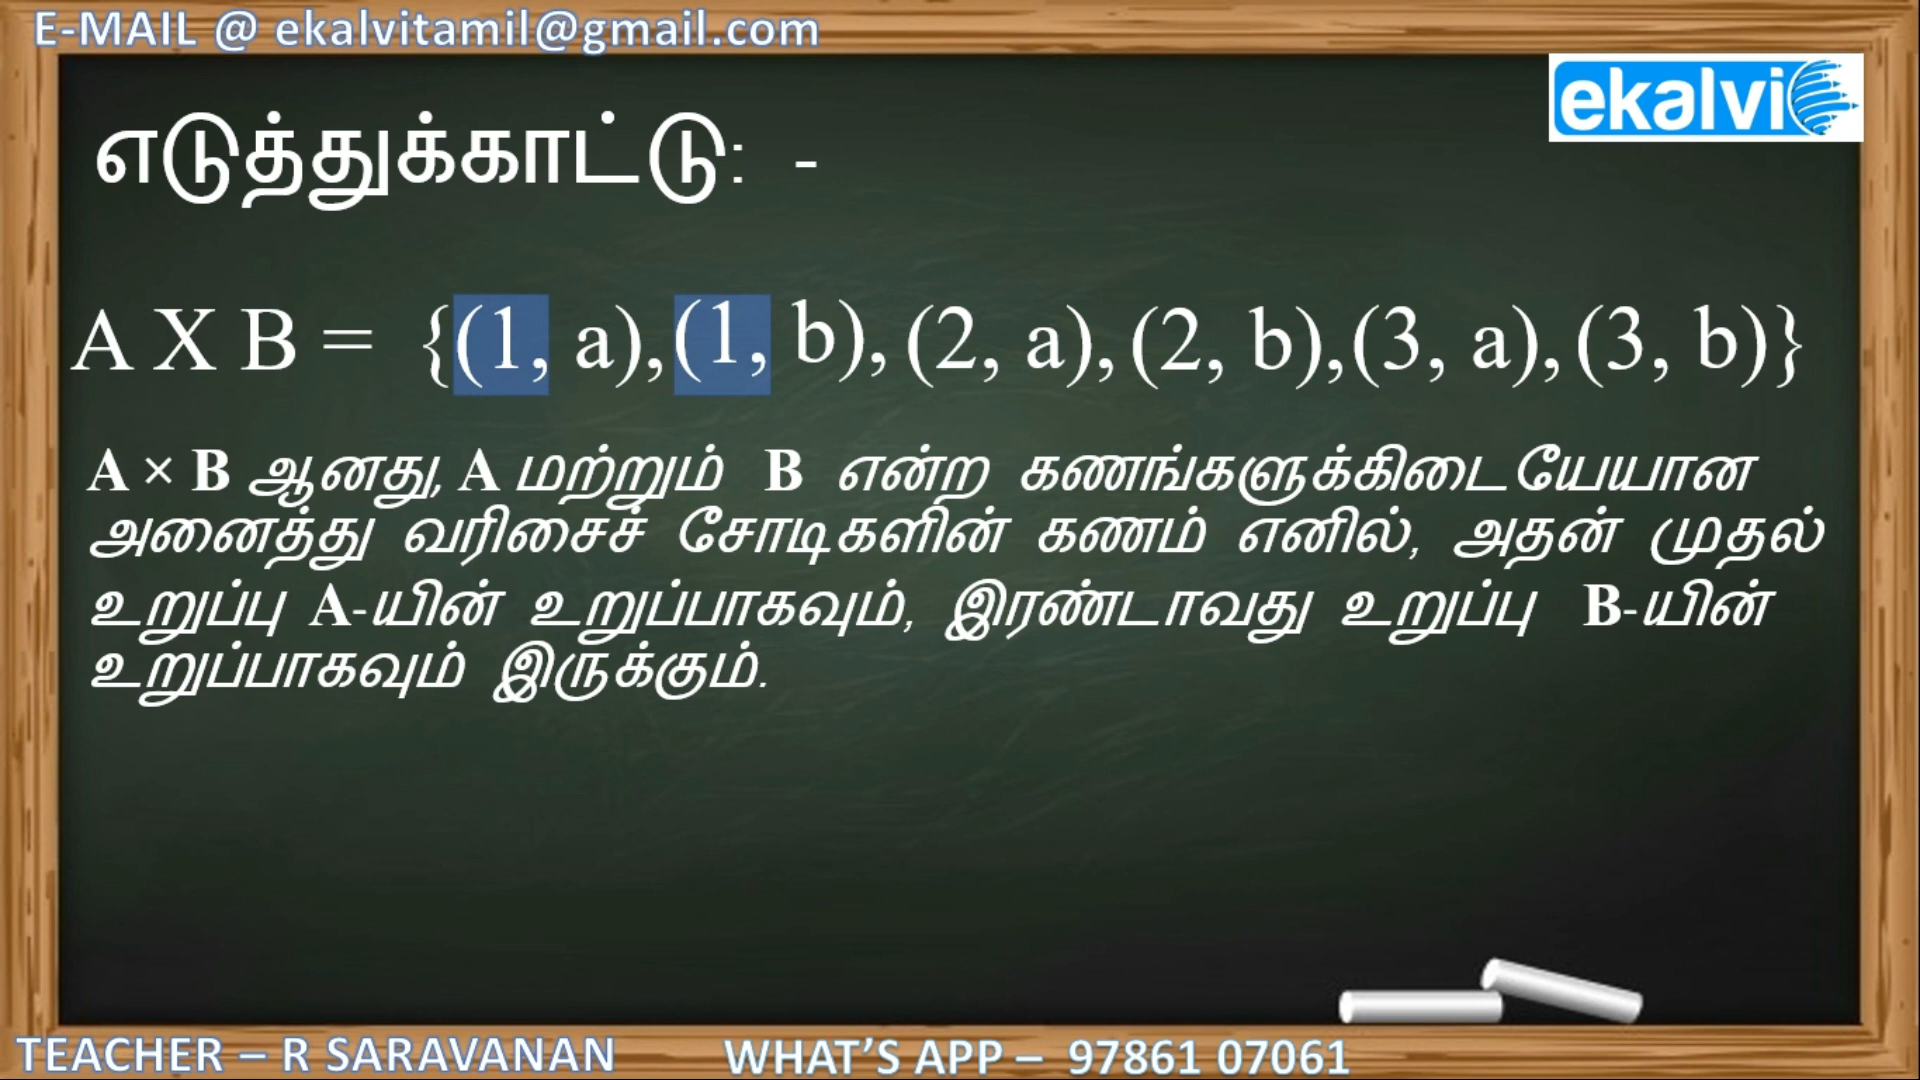 E-MAIL @ ekalvitamil@gmail.com
ekalvi
எடுத்துக்காட்டு: -
A X B = {(1, a),(1, b), (2, a), (2, b),(3, a), (3, b)}
A × B ஆனது, A மற்றும் B என்ற கணங்களுக்கிடையேயான
அனைத்து வரிசைச் சோடிகளின் கணம் எனில், அதன் முதல்
உறுப்பு A-யின் உறுப்பாகவும், இரண்டாவது உறுப்பு B-யின்
உறுப்பாகவும் இருக்கும்.
TEACHER – R SARAVANAN WHAT'S APP – 97861 07061